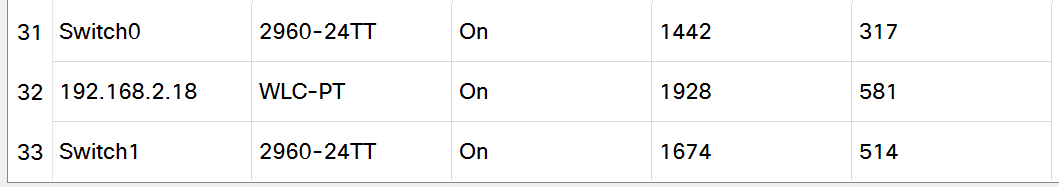 31 Switch0 2960-24TT On 1442 317
32 192.168.2.18 WLC-PT On 1928 581
33 Switch1 2960-24TT On 1674 514